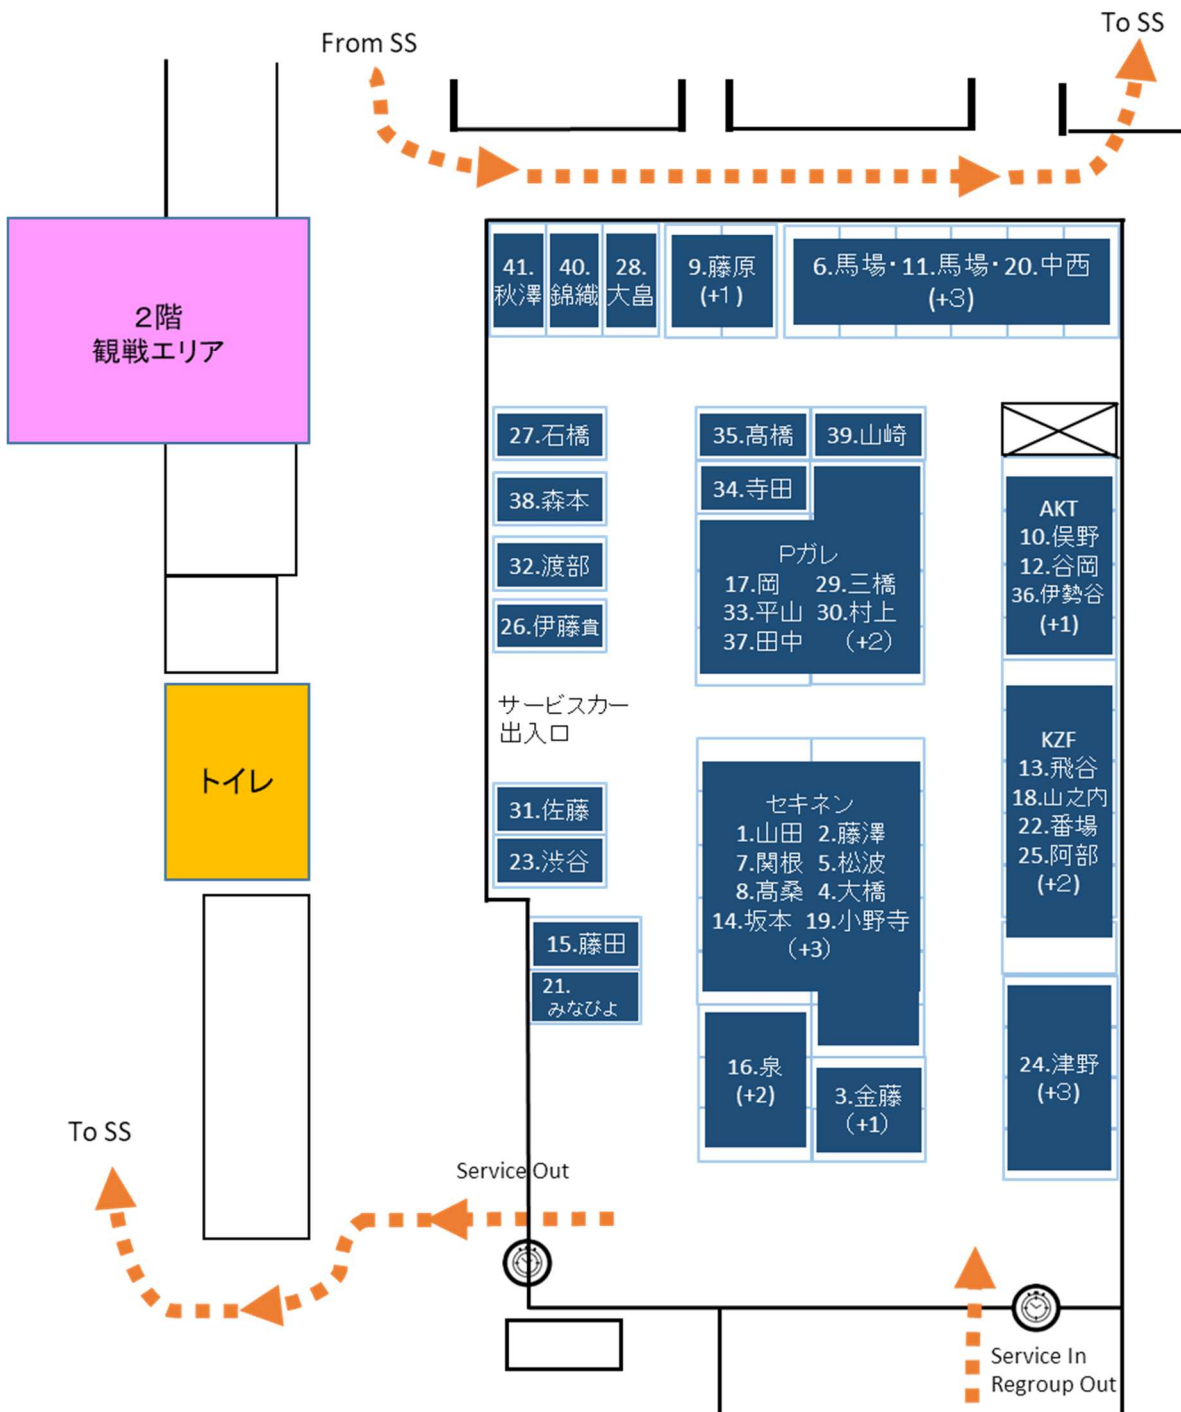 From SS
To SS
41.
秋澤
40.
錦織
28.
大畠
9.藤原
(+1)
6.馬場・11.馬場・20.中西
(+3)
2階
観戦エリア
27.石橋
35.髙橋
39.山崎
38.森本
34.寺田
32.渡部
26.伊藤貴
Pガレ
17.岡 29.三橋
33.平山 30.村上
37.田中 (+2)
AKT
10.俣野
12.谷岡
36.伊勢谷
(+1)
サービスカー
出入口
トイレ
31.佐藤
23.渋谷
セキネン
1.山田 2.藤澤
7.関根 5.松波
8.髙桑 4.大橋
14.坂本 19.小野寺
(+3)
KZF
13.飛谷
18.山之内
22.番場
25.阿部
(+2)
15.藤田
21.
みなぴよ
16.泉
(+2)
3.金藤
(+1)
24.津野
(+3)
To SS
Service Out
Service In
Regroup Out